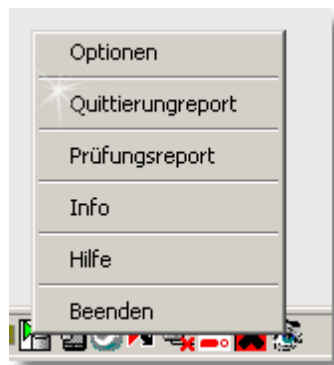 Optionen
Quittierungreport
Prüfungsreport
Info
Hilfe
Beenden